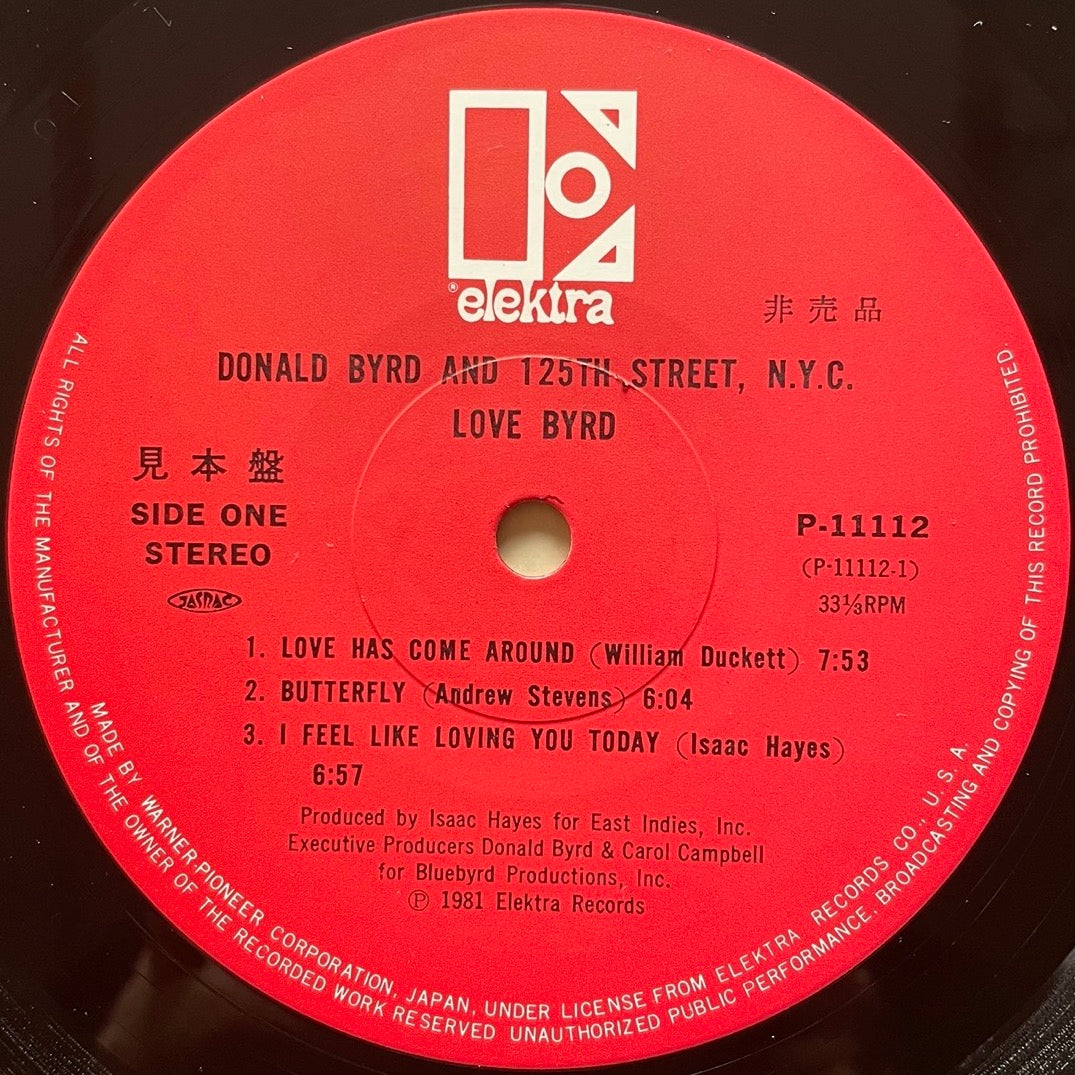 ® elektra
非売品
DONALD BYRD AND 125TH STREET, N.Y.C.
LOVE BYRD
見本盤
SIDE ONE
STEREO
JASRAC
P-11112
(P-11112-1)
33⅓RPM
1. LOVE HAS COME AROUND (William Duckett) 7:53
2. BUTTERFLY (Andrew Stevens) 6:04
3. I FEEL LIKE LOVING YOU TODAY (Isaac Hayes)
6:57
Produced by Isaac Hayes for East Indies, Inc.
Executive Producers Donald Byrd & Carol Campbell
for Bluebyrd Productions, Inc.
℗ 1981 Elektra Records
ALL RIGHTS OF THE MANUFACTURER AND OF THE OWNER OF THE RECORDED WORK RESERVED UNAUTHORIZED PUBLIC PERFORMANCE, BROADCASTING AND COPYING OF THIS RECORD PROHIBITED.
MADE BY WARNER-PIONEER CORPORATION, JAPAN, UNDER LICENSE FROM ELEKTRA RECORDS CO., U. S. A.